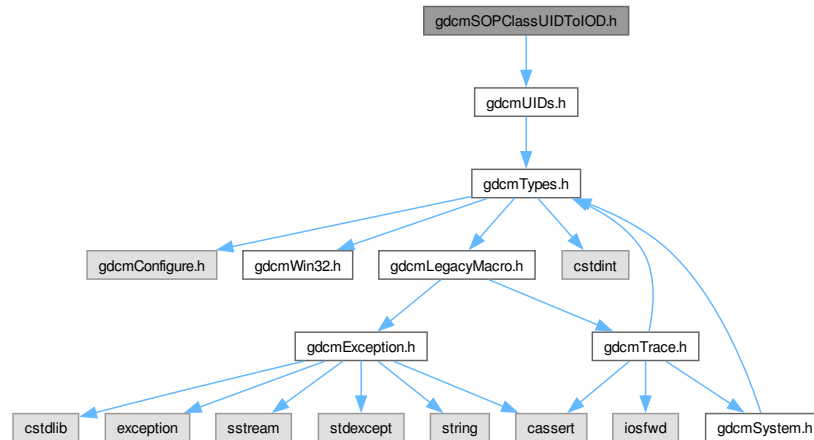 gdcmSOPClassUIDToIOD.h
gdcmUIDs.h
gdcmTypes.h
gdcmConfigure.h
gdcmWin32.h
gdcmLegacyMacro.h
cstdint
gdcmException.h
gdcmTrace.h
cstdlib
exception
sstream
stdexcept
string
cassert
iosfwd
gdcmSystem.h